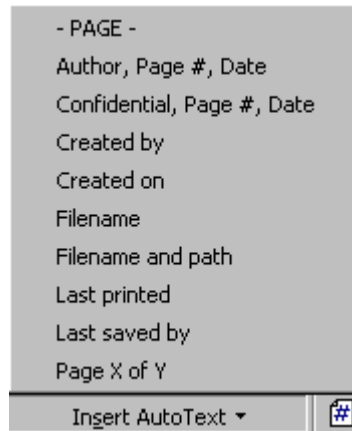 - PAGE -
Author, Page #, Date
Confidential, Page #, Date
Created by
Created on
Filename
Filename and path
Last printed
Last saved by
Page X of Y
Insert AutoText
#